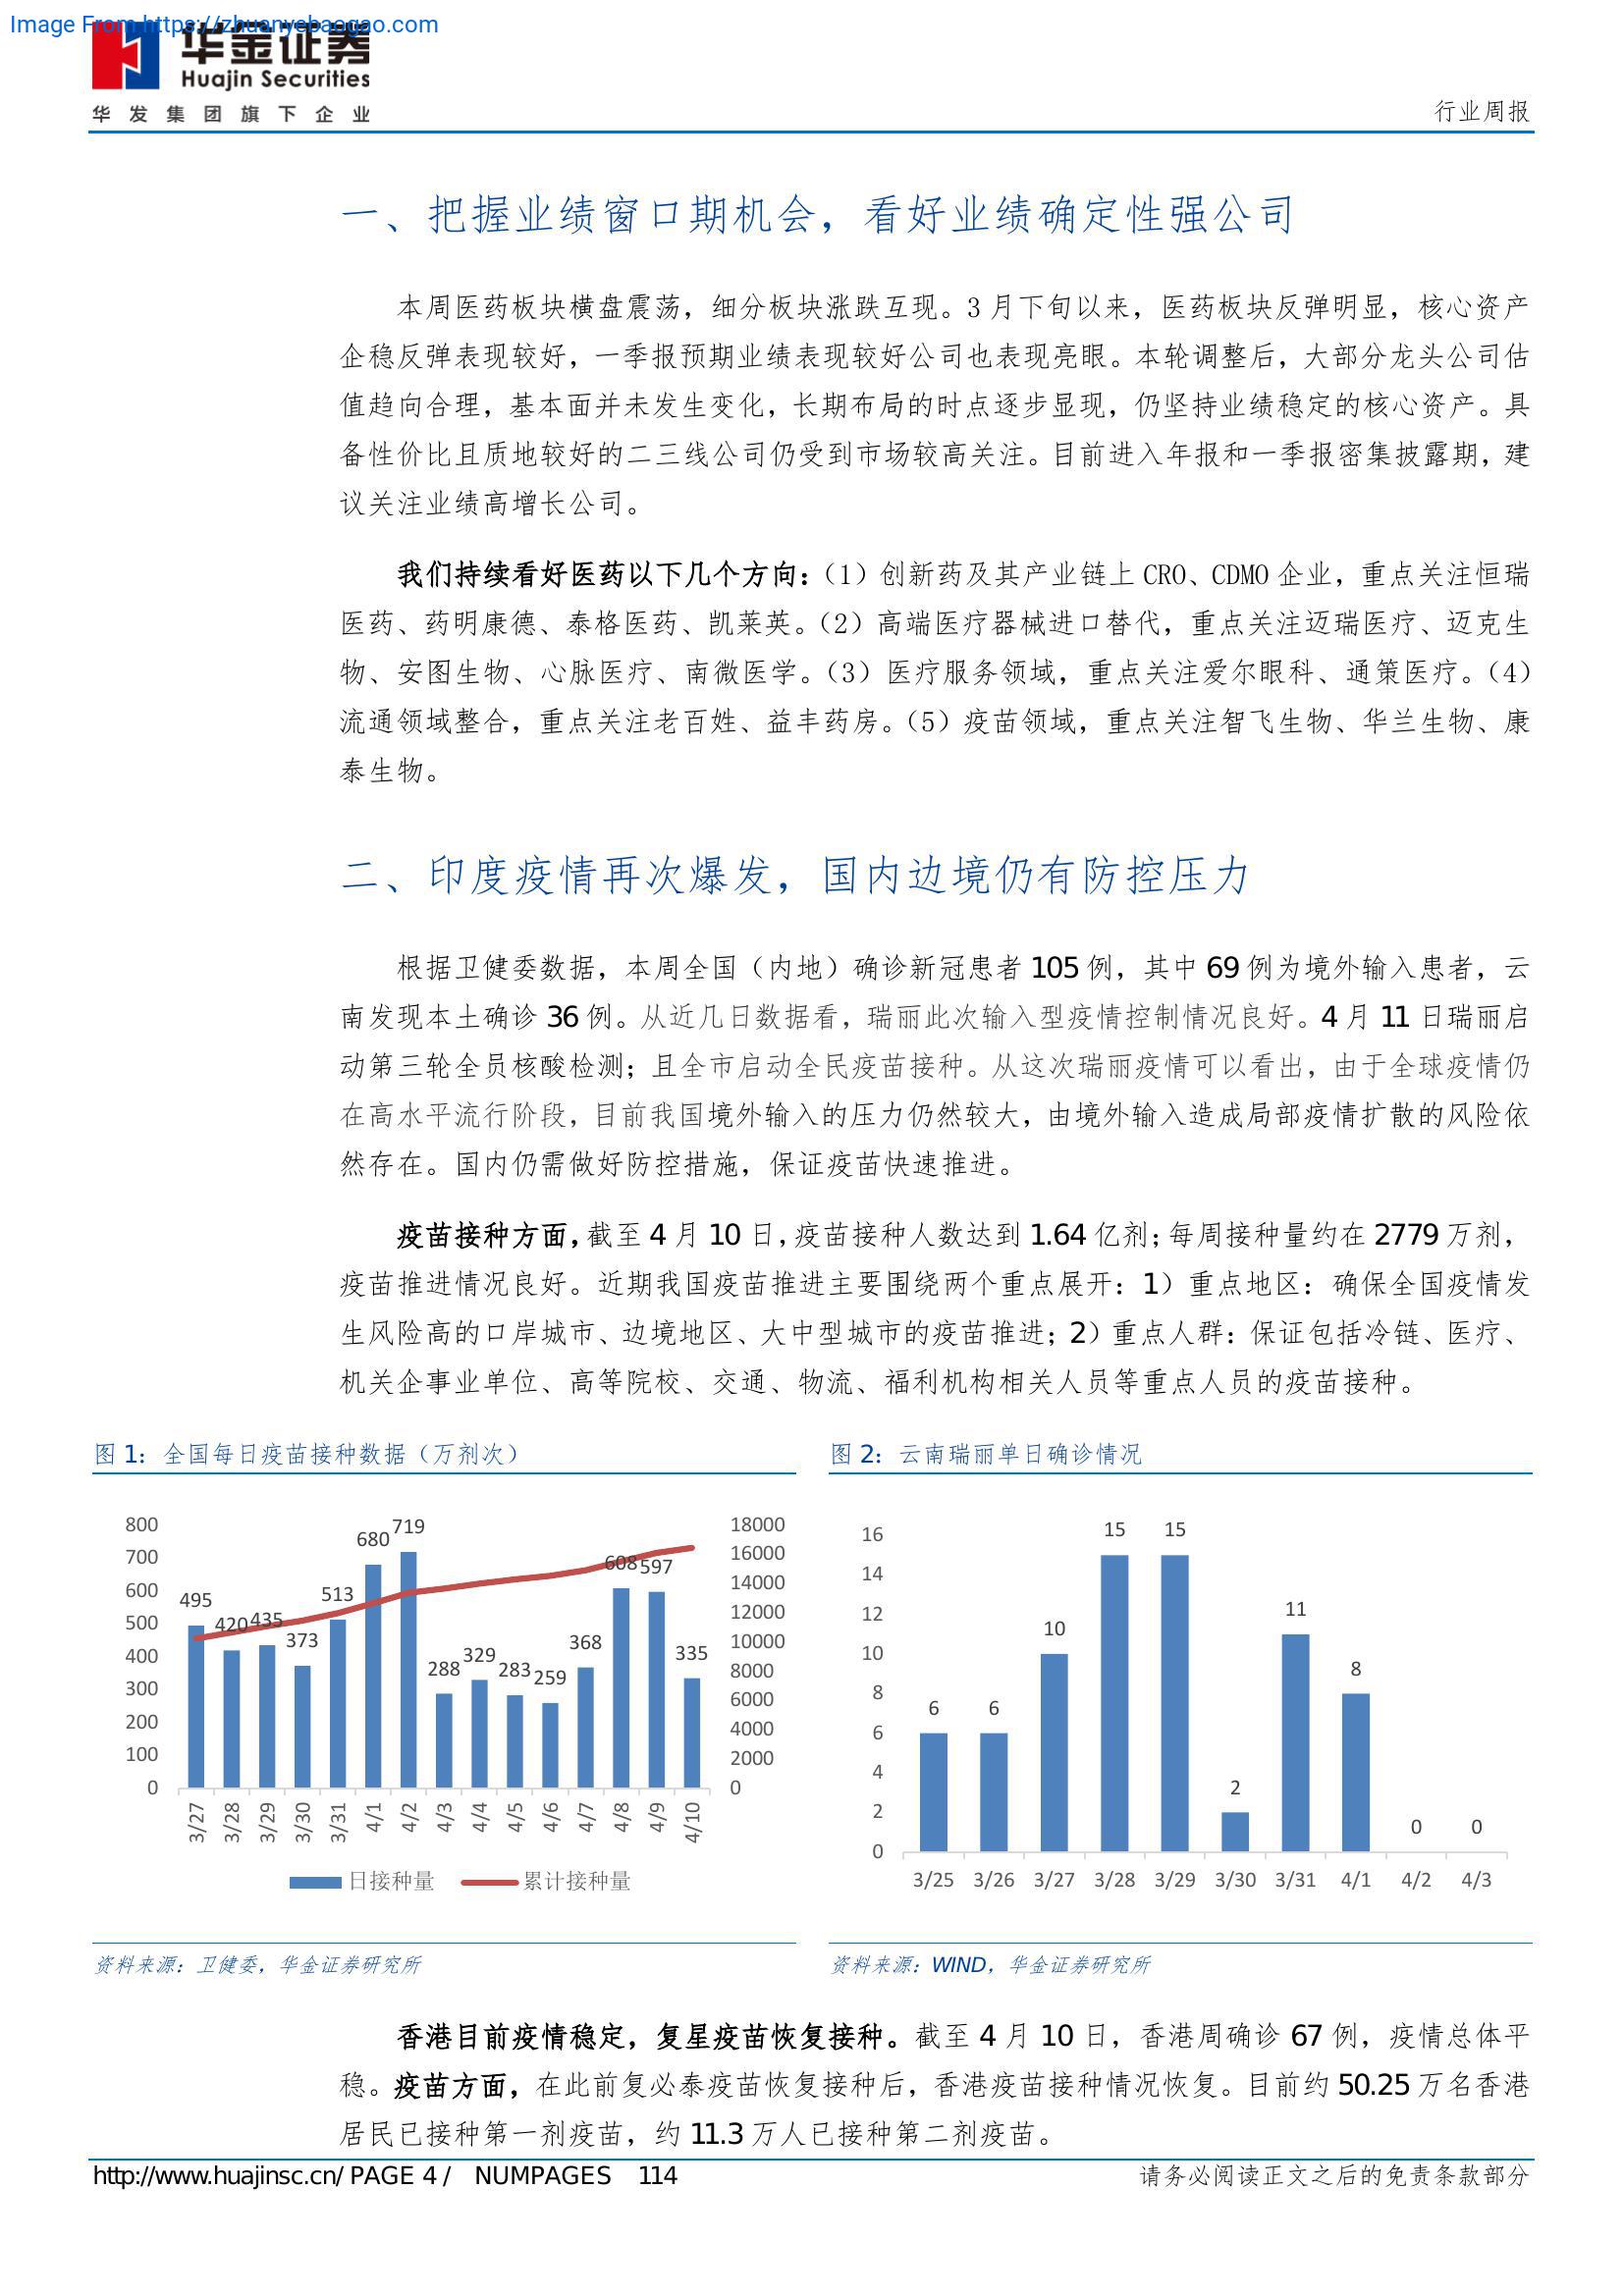 Image From https://zhuanyebaogao.com
华金证券
Huajin Securities
华发集团旗下企业
行业周报
一、把握业绩窗口期机会，看好业绩确定性强公司
本周医药板块横盘震荡，细分板块涨跌互现。3 月下旬以来，医药板块反弹明显，核心资产
企稳反弹表现较好，一季报预期业绩表现较好公司也表现亮眼。本轮调整后，大部分龙头公司估
值趋向合理，基本面并未发生变化，长期布局的时点逐步显现，仍坚持业绩稳定的核心资产。具
备性价比且质地较好的二三线公司仍受到市场较高关注。目前进入年报和一季报密集披露期，建
议关注业绩高增长公司。
我们持续看好医药以下几个方向：（1）创新药及其产业链上 CRO、CDMO 企业，重点关注恒瑞
医药、药明康德、泰格医药、凯莱英。（2）高端医疗器械进口替代，重点关注迈瑞医疗、迈克生
物、安图生物、心脉医疗、南微医学。（3）医疗服务领域，重点关注爱尔眼科、通策医疗。（4）
流通领域整合，重点关注老百姓、益丰药房。（5）疫苗领域，重点关注智飞生物、华兰生物、康
泰生物。
二、印度疫情再次爆发，国内边境仍有防控压力
根据卫健委数据，本周全国（内地）确诊新冠患者 105 例，其中 69 例为境外输入患者，云
南发现本土确诊 36 例。从近几日数据看，瑞丽此次输入型疫情控制情况良好。4 月 11 日瑞丽启
动第三轮全员核酸检测；且全市启动全民疫苗接种。从这次瑞丽疫情可以看出，由于全球疫情仍
在高水平流行阶段，目前我国境外输入的压力仍然较大，由境外输入造成局部疫情扩散的风险依
然存在。国内仍需做好防控措施，保证疫苗快速推进。
疫苗接种方面，截至 4 月 10 日，疫苗接种人数达到 1.64 亿剂；每周接种量约在 2779 万剂，
疫苗推进情况良好。近期我国疫苗推进主要围绕两个重点展开：1）重点地区：确保全国疫情发
生风险高的口岸城市、边境地区、大中型城市的疫苗推进；2）重点人群：保证包括冷链、医疗、
机关企事业单位、高等院校、交通、物流、福利机构相关人员等重点人员的疫苗接种。
图 1：全国每日疫苗接种数据（万剂次）
800
700
600
500
400
300
200
100
0
495
420
435
373
513
680
719
288
329
283
259
368
608
597
335
18000
16000
14000
12000
10000
8000
6000
4000
2000
0
3/27 3/28 3/29 3/30 3/31 4/1 4/2 4/3 4/4 4/5 4/6 4/7 4/8 4/9 4/10
日接种量 累计接种量
资料来源：卫健委，华金证券研究所
图 2：云南瑞丽单日确诊情况
16
14
12
10
8
6
4
2
0
6
6
10
15
15
2
11
8
0
0
3/25 3/26 3/27 3/28 3/29 3/30 3/31 4/1 4/2 4/3
资料来源：WIND，华金证券研究所
香港目前疫情稳定，复星疫苗恢复接种。截至 4 月 10 日，香港周确诊 67 例，疫情总体平
稳。疫苗方面，在此前复必泰疫苗恢复接种后，香港疫苗接种情况恢复。目前约 50.25 万名香港
居民已接种第一剂疫苗，约 11.3 万人已接种第二剂疫苗。
http://www.huajinsc.cn/ PAGE 4 / NUMPAGES 114
请务必阅读正文之后的免责条款部分